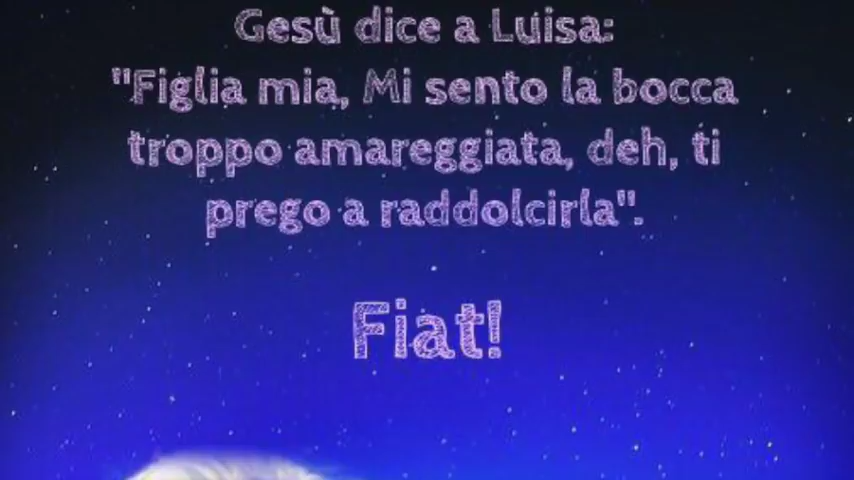 Gesù dice a Luisa:
"Figlia mia, Mi sento la bocca
troppo amareggiata, deh, ti
prego a raddolcirla".
Fiat!